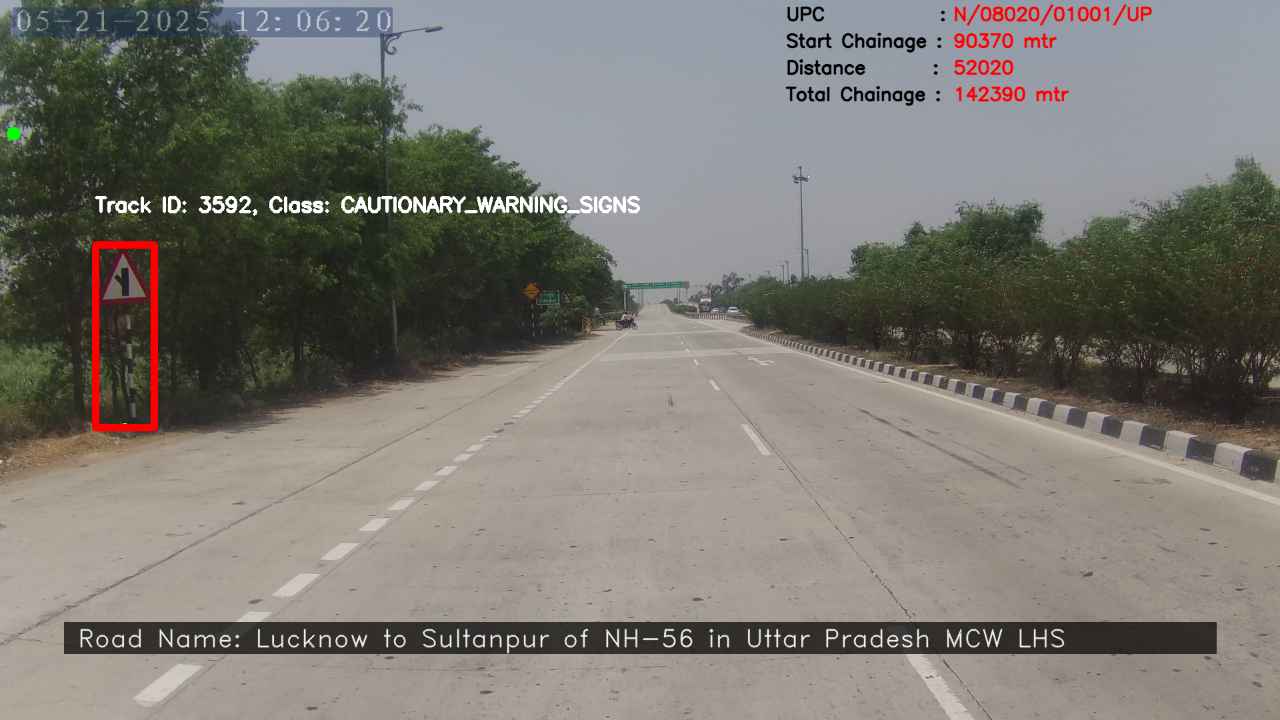 05-21-2025 12:06:20
UPC : N/08020/01001/UP
Start Chainage : 90370 mtr
Distance : 52020
Total Chainage : 142390 mtr
Track ID: 3592, Class: CAUTIONARY_WARNING_SIGNS
Road Name: Lucknow to Sultanpur of NH-56 in Uttar Pradesh MCW LHS